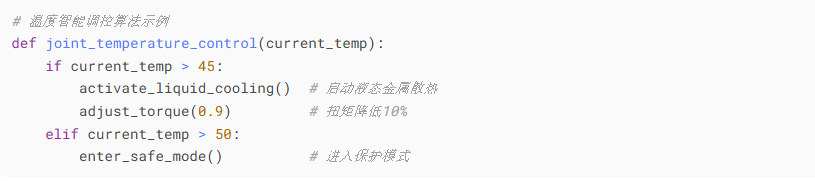 # 温度智能调控算法示例
def joint_temperature_control(current_temp):
    if current_temp > 45:
        activate_liquid_cooling()  # 启动液态金属散热
        adjust_torque(0.9)         # 扭矩降低10%
    elif current_temp > 50:
        enter_safe_mode()          # 进入保护模式